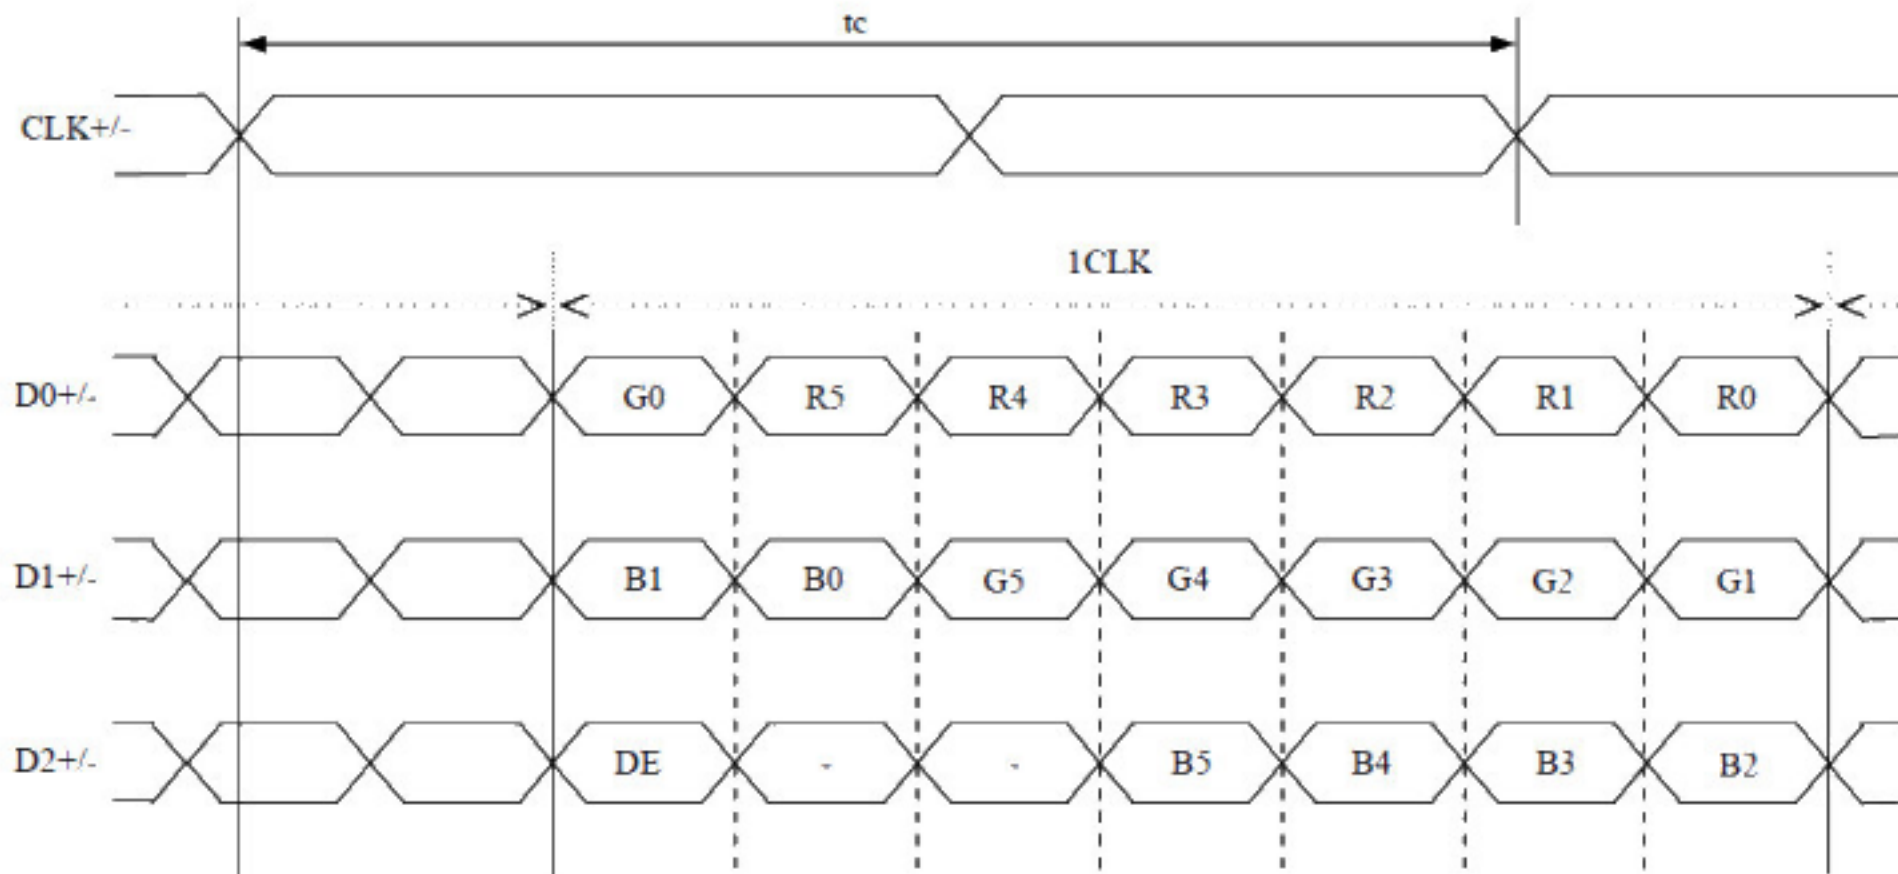 tc
CLK+/-
1CLK
D0+/- G0 R5 R4 R3 R2 R1 R0
D1+/- B1 B0 G5 G4 G3 G2 G1
D2+/- DE - - B5 B4 B3 B2